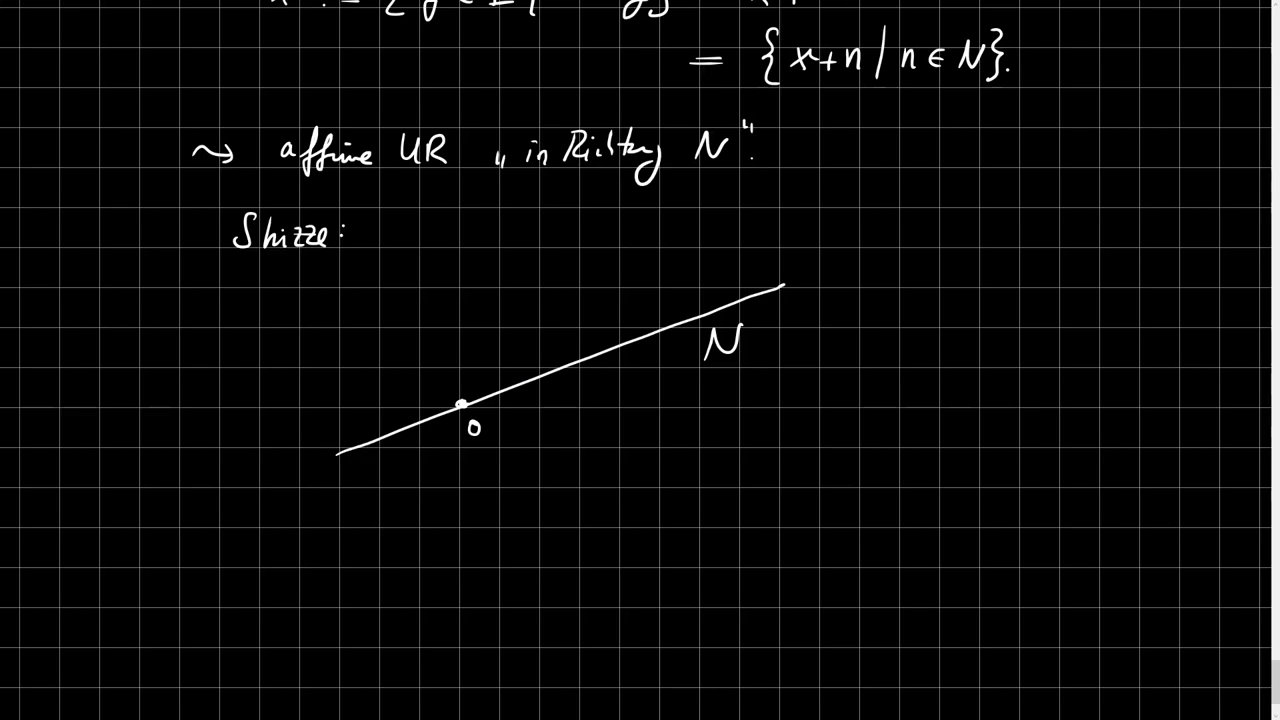 = {x+n | n ∈ N}.
⇝ affine UR „in Richtung N“.
Skizze:
N
0